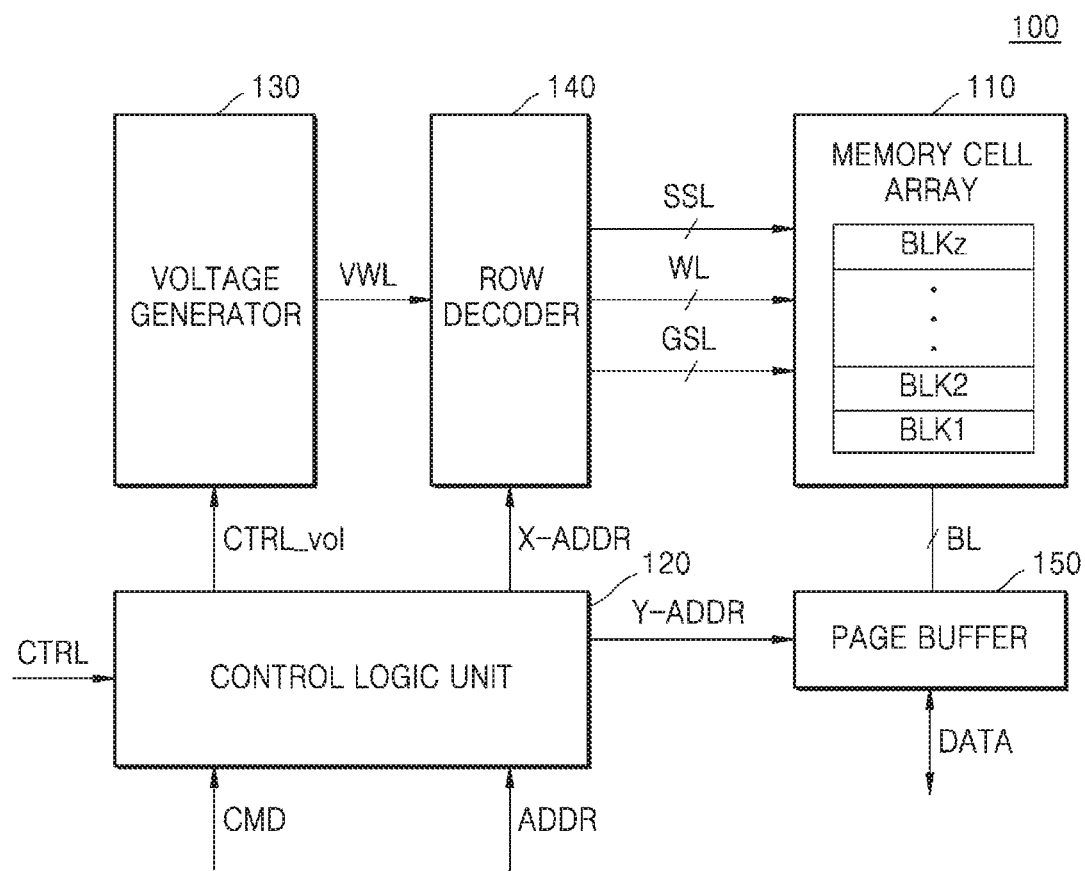 100
130
140
110
VOLTAGE
GENERATOR
VWL
ROW
DECODER
SSL
WL
GSL
MEMORY CELL
ARRAY
BLKz
BLK2
BLK1
CTRL_vol
X-ADDR
BL
120
150
CTRL
CONTROL LOGIC UNIT
Y-ADDR
PAGE BUFFER
DATA
CMD
ADDR